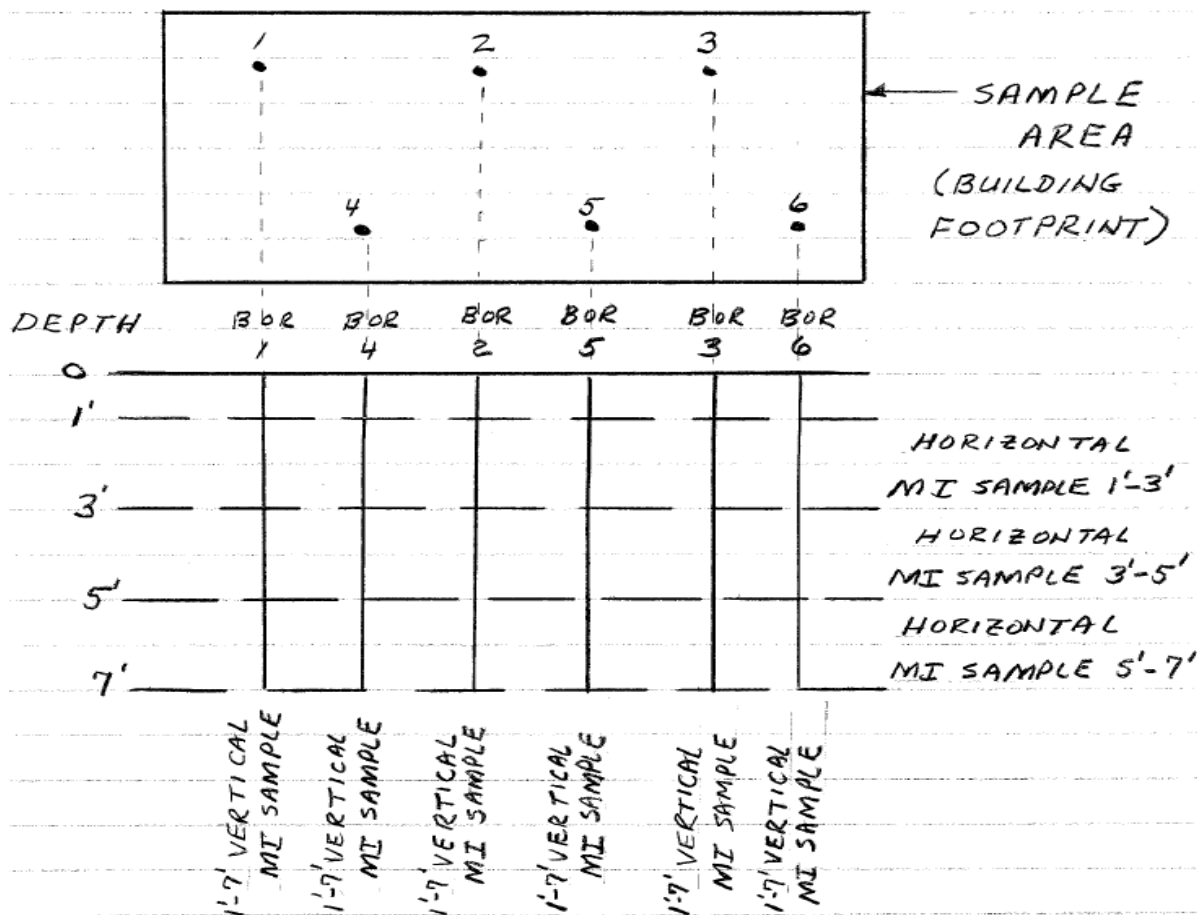 1 2 3
4 5 6
SAMPLE
AREA
(BUILDING
FOOTPRINT)
DEPTH BOR BOR BOR BOR BOR BOR
1 4 2 5 3 6
0
1'
HORIZONTAL
MI SAMPLE 1'-3'
3'
HORIZONTAL
MI SAMPLE 3'-5'
5'
HORIZONTAL
MI SAMPLE 5'-7'
7'
1'-7' VERTICAL
MI SAMPLE
1'-7' VERTICAL
MI SAMPLE
1'-7' VERTICAL
MI SAMPLE
1'-7' VERTICAL
MI SAMPLE
1'-7' VERTICAL
MI SAMPLE
1'-7' VERTICAL
MI SAMPLE